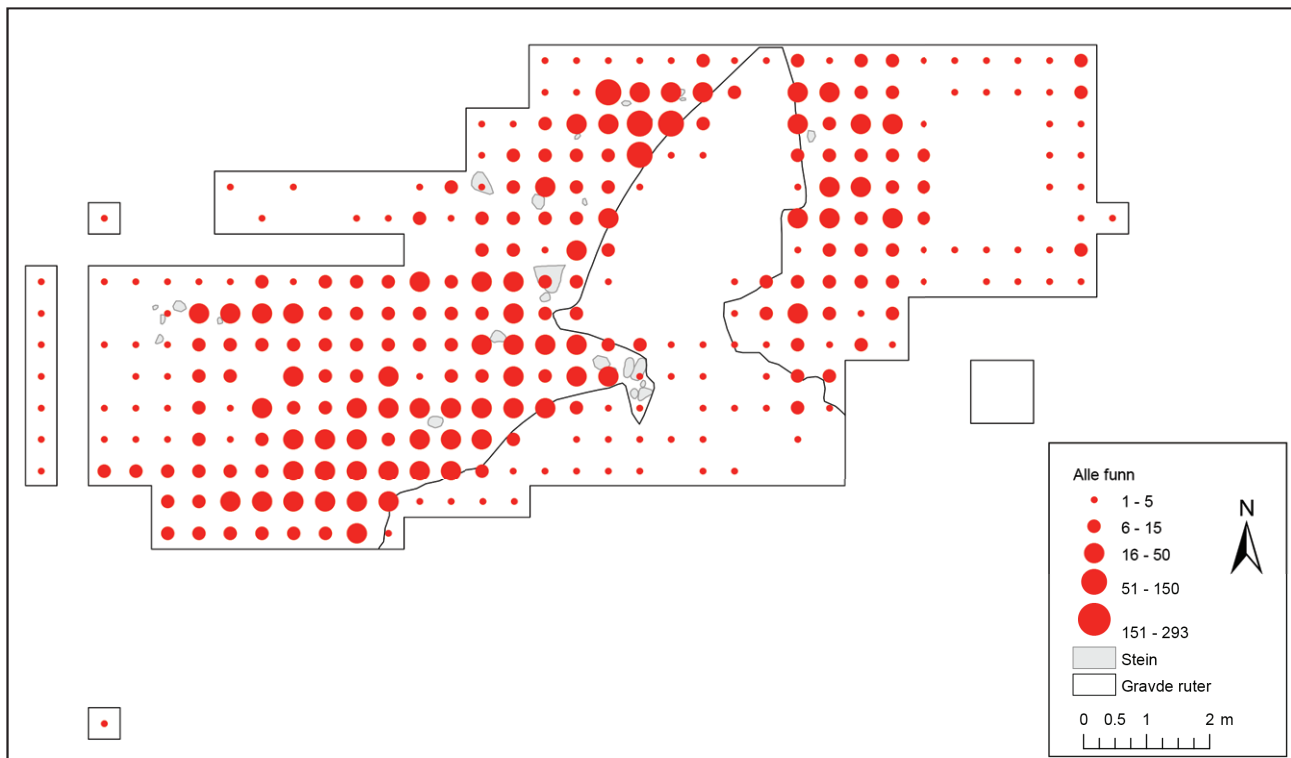 N
Alle funn
1 - 5
6 - 15
16 - 50
51 - 150
151 - 293
Stein
Gravde ruter
0 0.5 1 2 m